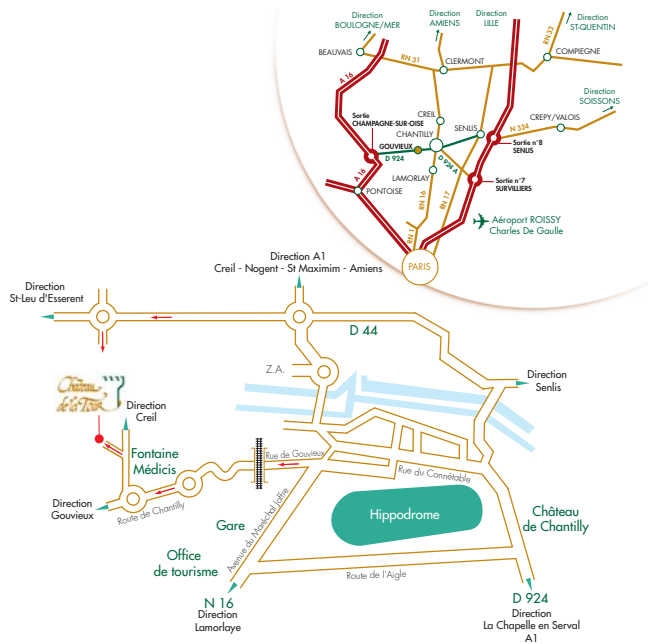 Direction
BOULOGNE/MER
Direction
AMIENS
Direction
LILLE
Direction
ST-QUENTIN
BEAUVAIS
RN 31
CLERMONT
RN 32
COMPIEGNE
A 16
Direction
SOISSONS
Sortie
CHAMPAGNE-SUR-OISE
CREIL
CHANTILLY
SENLIS
N 324
CREPY/VALOIS
GOUVIEUX
D 924
D 924 A
Sortie n°8
SENLIS
A 16
LAMORLAY
Sortie n°7
SURVILLIERS
PONTOISE
RN 16
RN 17
RN 1
Aéroport ROISSY
Charles De Gaulle
PARIS
Direction A1
Creil - Nogent - St Maximim - Amiens
Direction
St-Leu d'Esserent
D 44
Z.A.
Direction
Senlis
Château
de la Tour
Direction
Creil
Fontaine
Médicis
Rue de Gouvieux
Rue du Connétable
Direction
Gouvieux
Route de Chantilly
Gare
Avenue du Maréchal Joffre
Hippodrome
Château
de Chantilly
Office
de tourisme
Route de l'Aigle
N 16
Direction
Lamorlaye
D 924
Direction
La Chapelle en Serval
A1